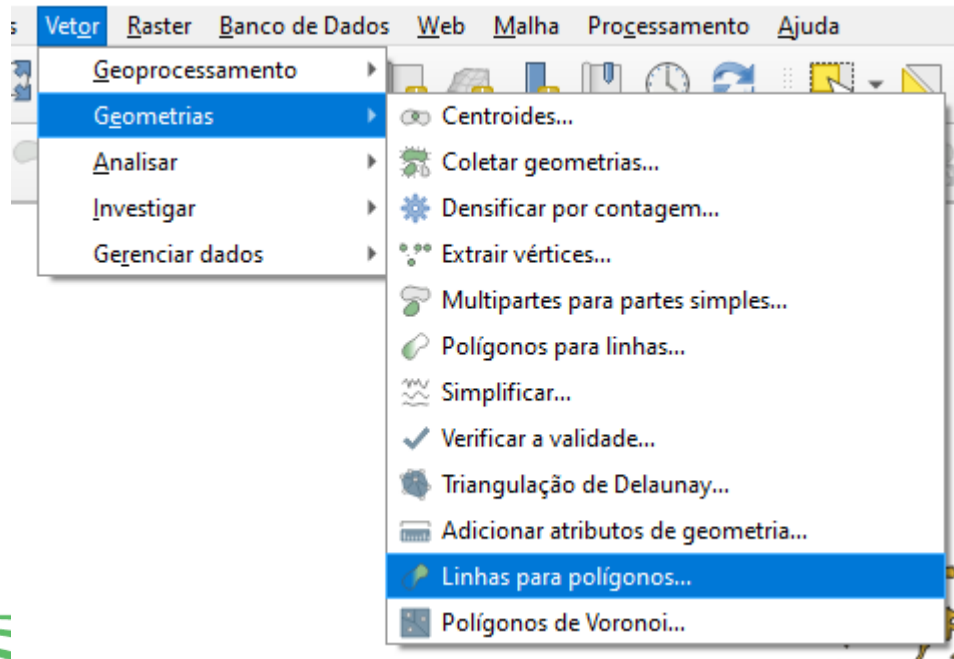 s Vetor Raster Banco de Dados Web Malha Processamento Ajuda
Geoprocessamento
Geometrias
Analisar
Investigar
Gerenciar dados
Centroides...
Coletar geometrias...
Densificar por contagem...
Extrair vértices...
Multipartes para partes simples...
Polígonos para linhas...
Simplificar...
Verificar a validade...
Triangulação de Delaunay...
Adicionar atributos de geometria...
Linhas para polígonos...
Polígonos de Voronoi...